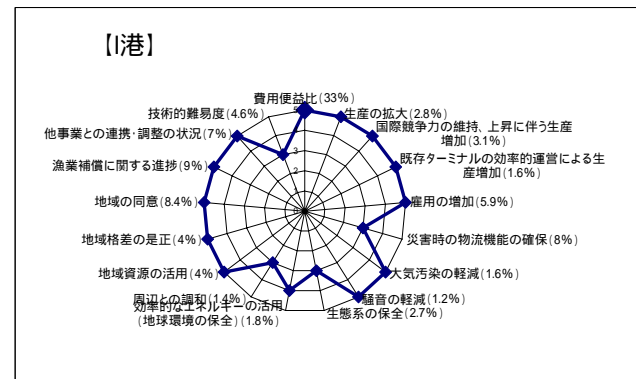 【I港】
費用便益比(33%)
技術的難易度(4.6%)
生産の拡大(2.8%)
国際競争力の維持、上昇に伴う生産
増加(3.1%)
他事業との連携・調整の状況(7%)
既存ターミナルの効率的運営による生
産増加(1.6%)
漁業補償に関する進捗(9%)
地域の同意(8.4%)
雇用の増加(5.9%)
地域格差の是正(4%)
災害時の物流機能の確保(8%)
地域資源の活用(4%)
大気汚染の軽減(1.6%)
周辺との調和(1.4%)
騒音の軽減(1.2%)
効率的なエネルギーの活用
(地球環境の保全)(1.8%)
生態系の保全(2.7%)
5
3
2